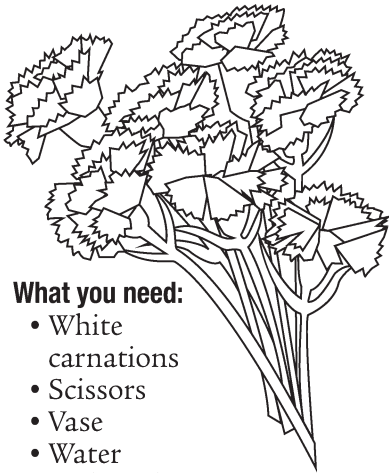 What you need:
• White
carnations
• Scissors
• Vase
• Water